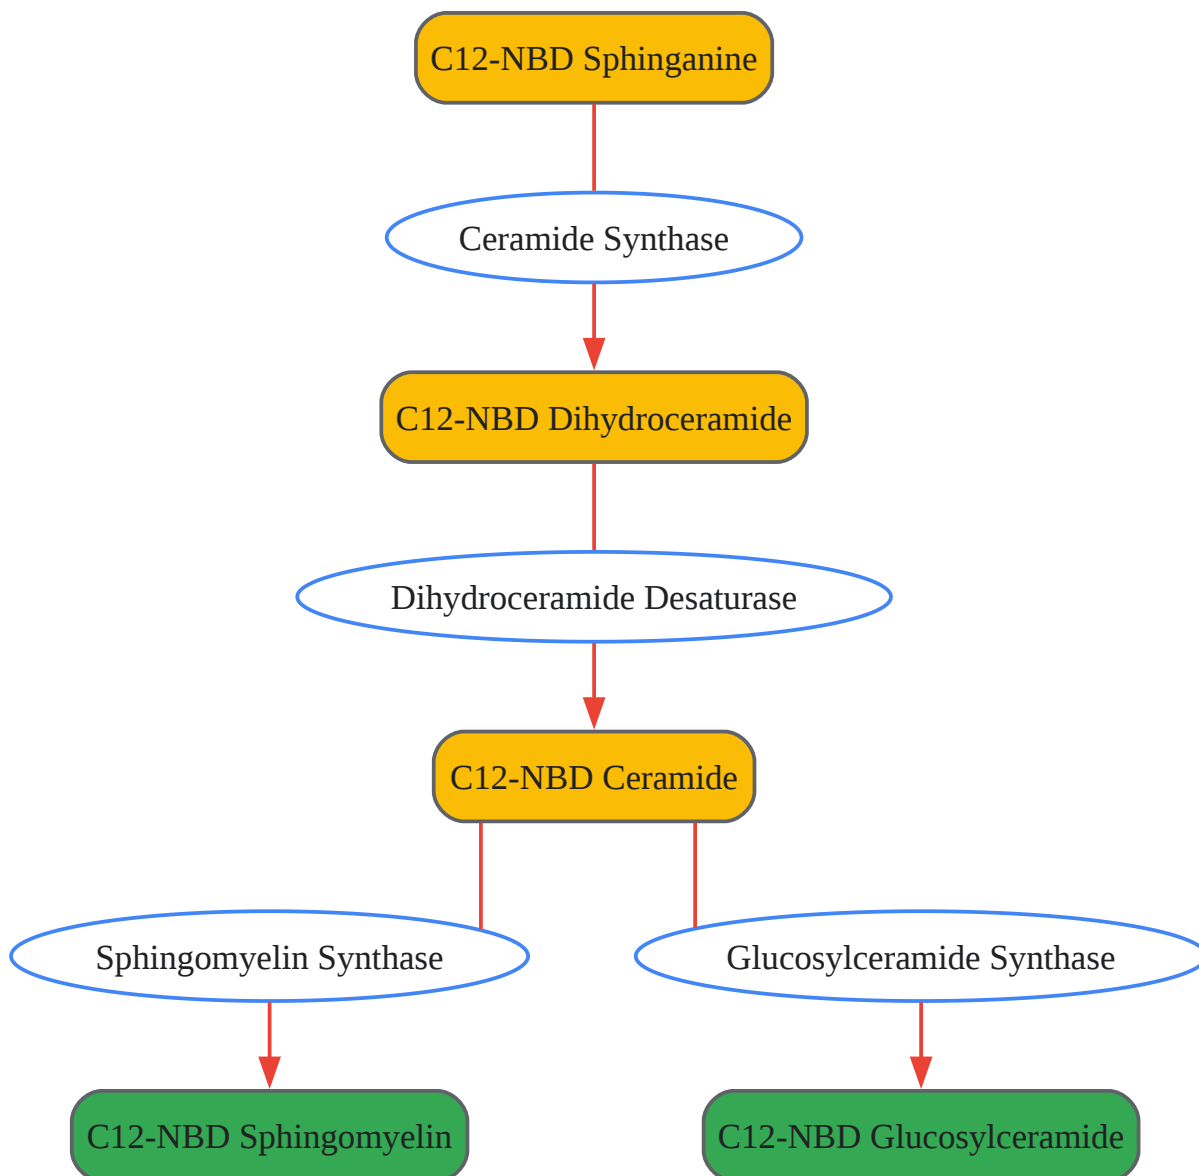 C12-NBD Sphinganine
Ceramide Synthase
C12-NBD Dihydroceramide
Dihydroceramide Desaturase
C12-NBD Ceramide
Sphingomyelin Synthase
Glucosylceramide Synthase
C12-NBD Sphingomyelin
C12-NBD Glucosylceramide